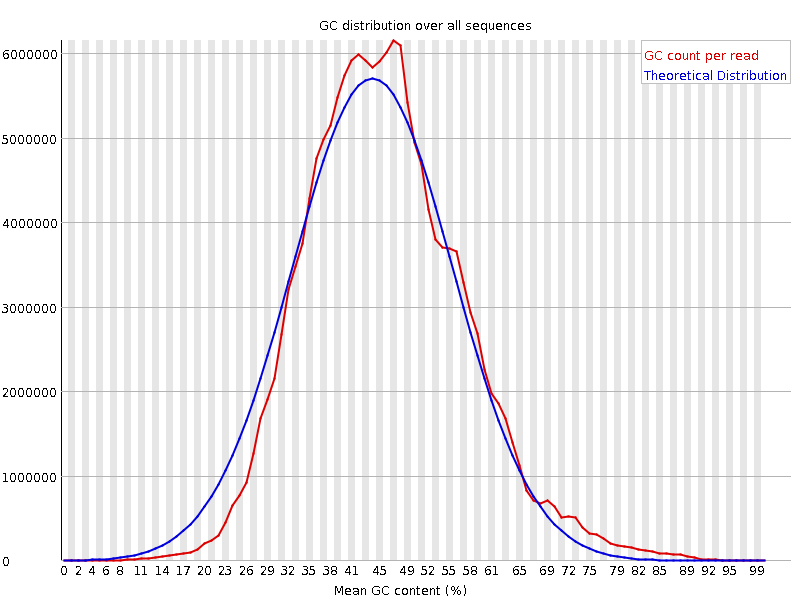 GC distribution over all sequences
GC count per read
Theoretical Distribution
6000000
5000000
4000000
3000000
2000000
1000000
0
0 2 4 6 8 11 14 17 20 23 26 29 32 35 38 41 45 49 52 55 58 61 65 69 72 75 79 82 85 89 92 95 99
Mean GC content (%)